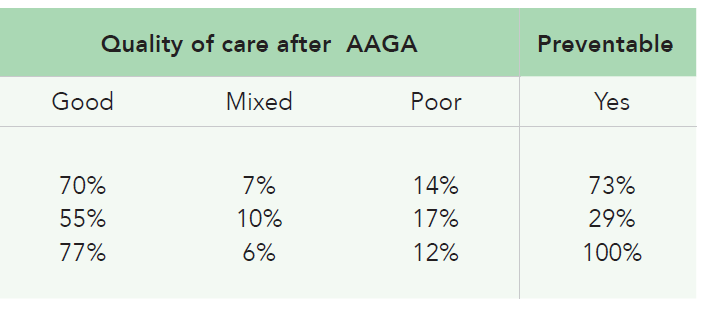 Quality of care after AAGA Preventable
Good Mixed Poor Yes
70% 7% 14% 73%
55% 10% 17% 29%
77% 6% 12% 100%